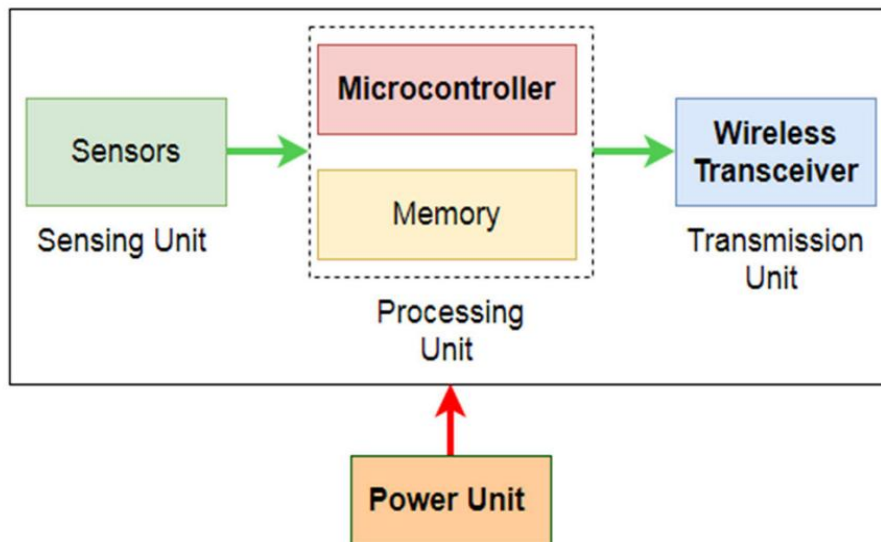 Microcontroller
Sensors
Memory
Wireless
Transceiver
Sensing Unit
Transmission
Unit
Processing
Unit
Power Unit